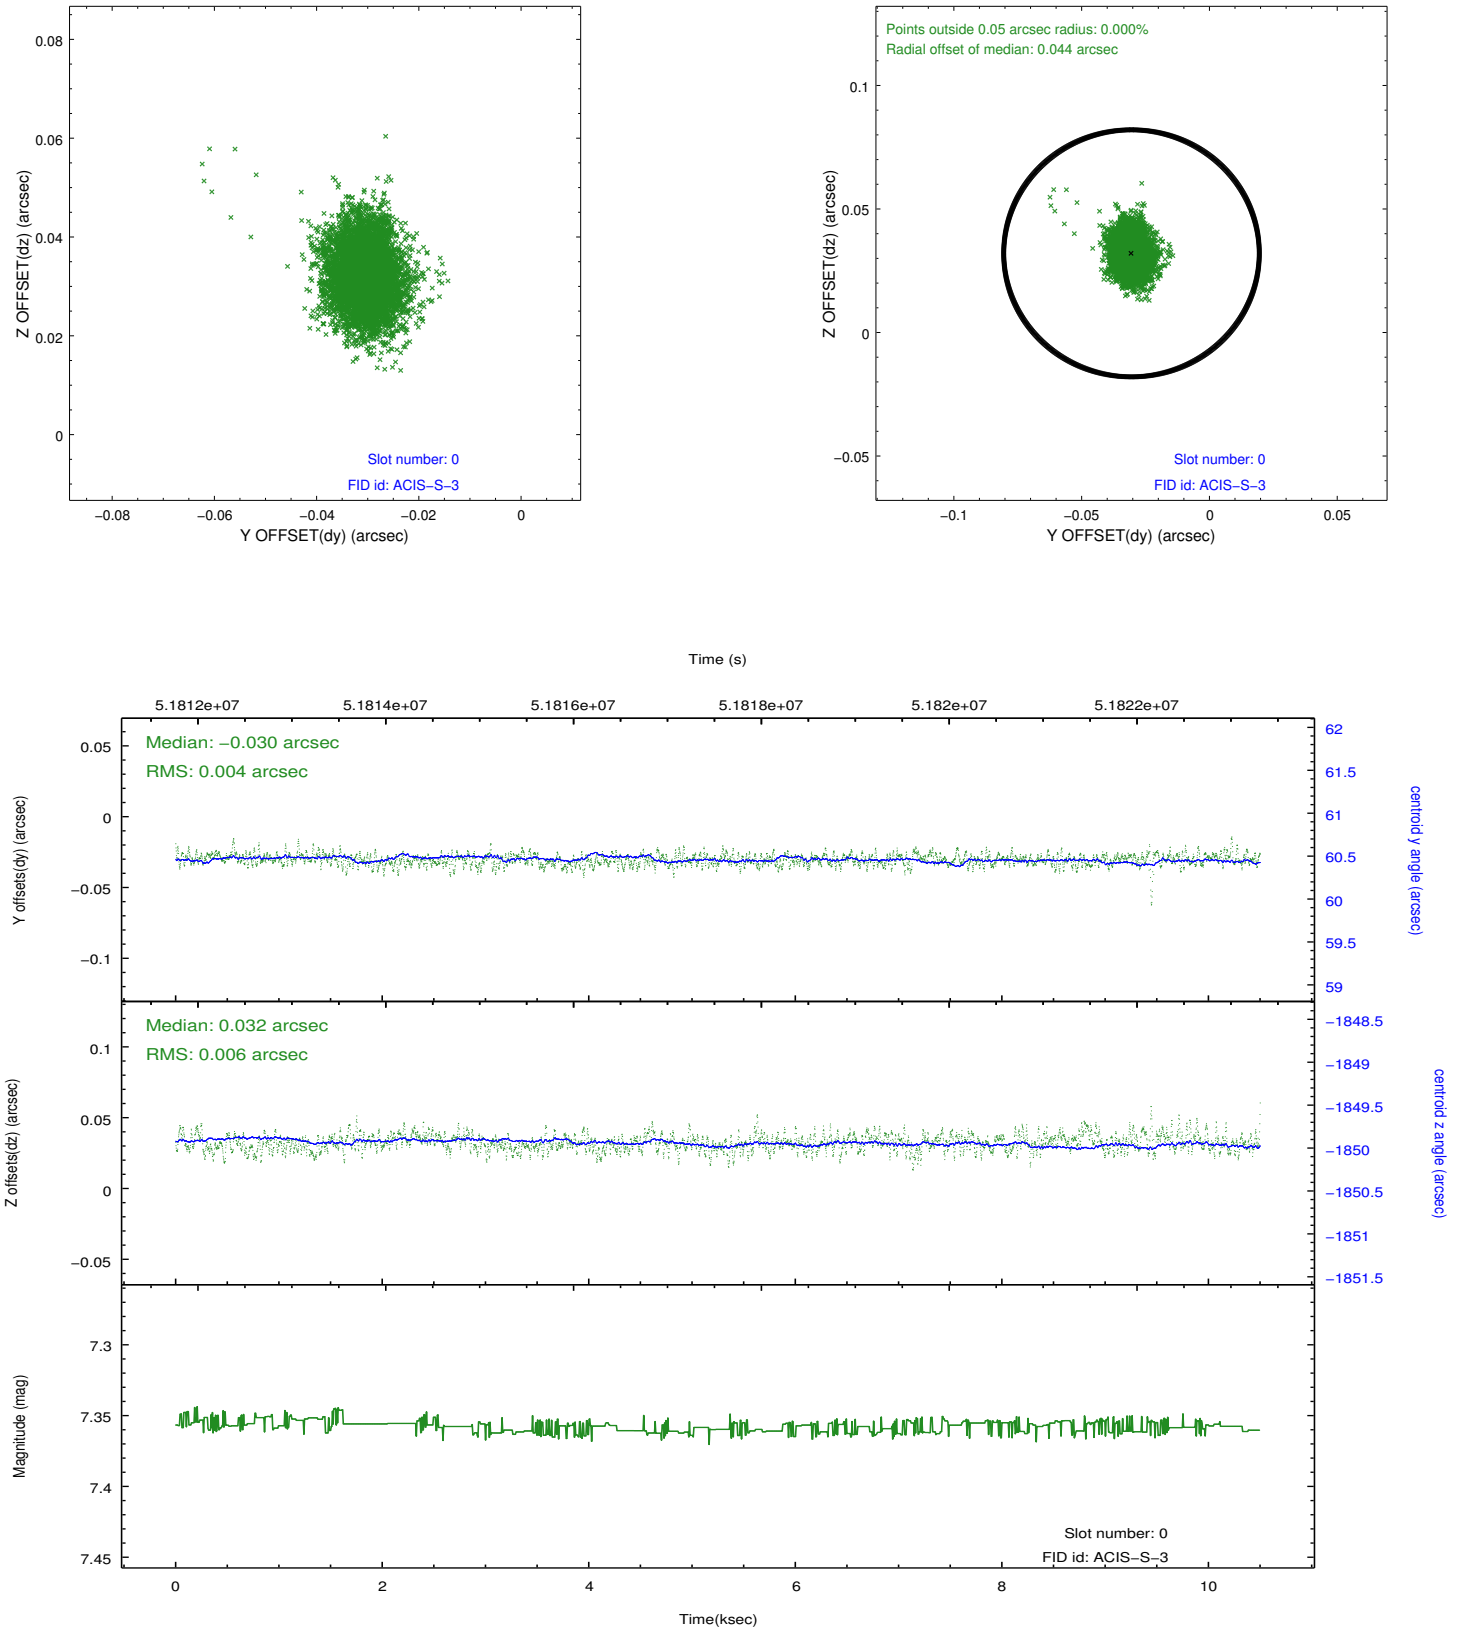 0.08
0.06
0.04
0.02
0
Z OFFSET(dz) (arcsec)
Slot number: 0
FID id: ACIS−S−3
−0.08
−0.06
−0.04
−0.02
0
Y OFFSET(dy) (arcsec)
Points outside 0.05 arcsec radius: 0.000%
Radial offset of median: 0.044 arcsec
0.1
0.05
0
−0.05
Z OFFSET(dz) (arcsec)
Slot number: 0
FID id: ACIS−S−3
−0.1
−0.05
0
0.05
Y OFFSET(dy) (arcsec)
Time (s)
5.1812e+07
5.1814e+07
5.1816e+07
5.1818e+07
5.182e+07
5.1822e+07
Median: −0.030 arcsec
RMS: 0.004 arcsec
0.05
0
−0.05
−0.1
Y offsets(dy) (arcsec)
62
61.5
61
60.5
60
59.5
59
centroid y angle (arcsec)
Median: 0.032 arcsec
RMS: 0.006 arcsec
0.1
0.05
0
−0.05
Z offsets(dz) (arcsec)
−1848.5
−1849
−1849.5
−1850
−1850.5
−1851
−1851.5
centroid z angle (arcsec)
7.3
7.35
7.4
7.45
Magnitude (mag)
Slot number: 0
FID id: ACIS−S−3
0
2
4
6
8
10
Time(ksec)